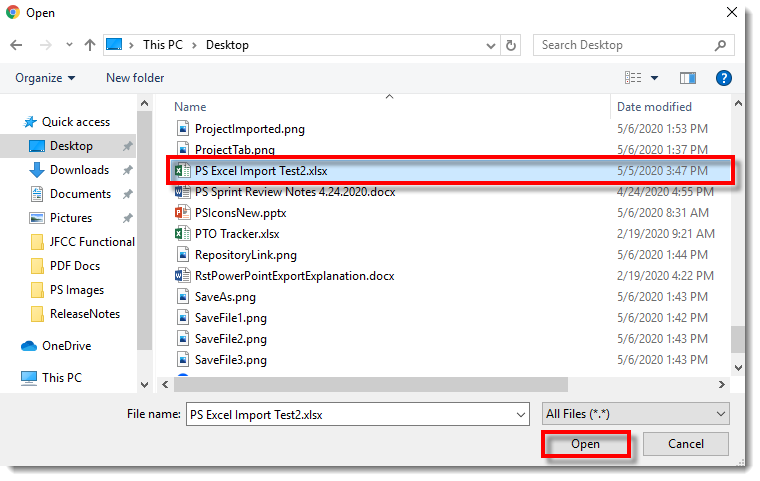 Open
This PC > Desktop
Search Desktop
Organize New folder
Name Date modified
Quick access
Desktop
Downloads
Documents
Pictures
JFCC Functional
PDF Docs
PS Images
ReleaseNotes
OneDrive
This PC
ProjectImported.png 5/6/2020 1:53 PM
ProjectTab.png 5/6/2020 1:37 PM
PS Excel Import Test2.xlsx 5/5/2020 3:47 PM
PS Sprint Review Notes 4.24.2020.docx 4/24/2020 4:55 PM
PSIconsNew.pptx 5/6/2020 8:31 AM
PTO Tracker.xlsx 2/19/2020 9:21 AM
RepositoryLink.png 5/6/2020 1:43 PM
RstPowerPointExportExplanation.docx 2/19/2020 4:22 PM
SaveAs.png 5/6/2020 1:43 PM
SaveFile1.png 5/6/2020 1:42 PM
SaveFile2.png 5/6/2020 1:43 PM
SaveFile3.png 5/6/2020 1:43 PM
File name: PS Excel Import Test2.xlsx All Files (*.*)
Open Cancel